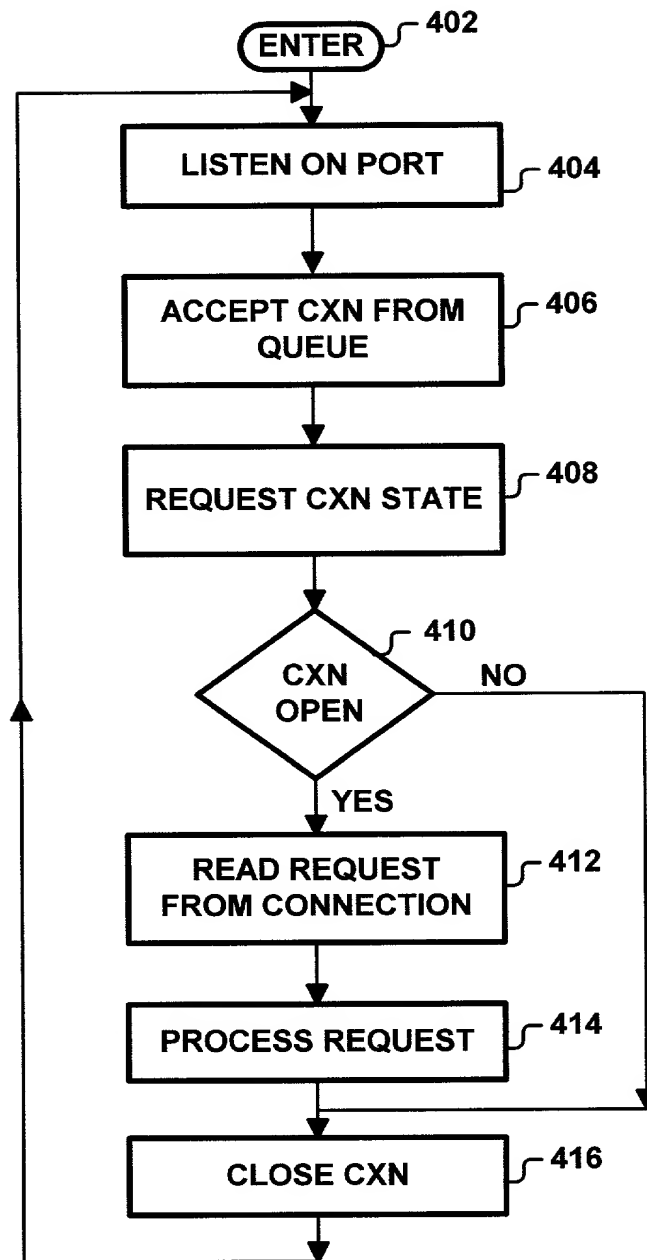 ENTER
402
LISTEN ON PORT
404
ACCEPT CXN FROM
QUEUE
406
REQUEST CXN STATE
408
CXN
OPEN
410
NO
YES
READ REQUEST
FROM CONNECTION
412
PROCESS REQUEST
414
CLOSE CXN
416